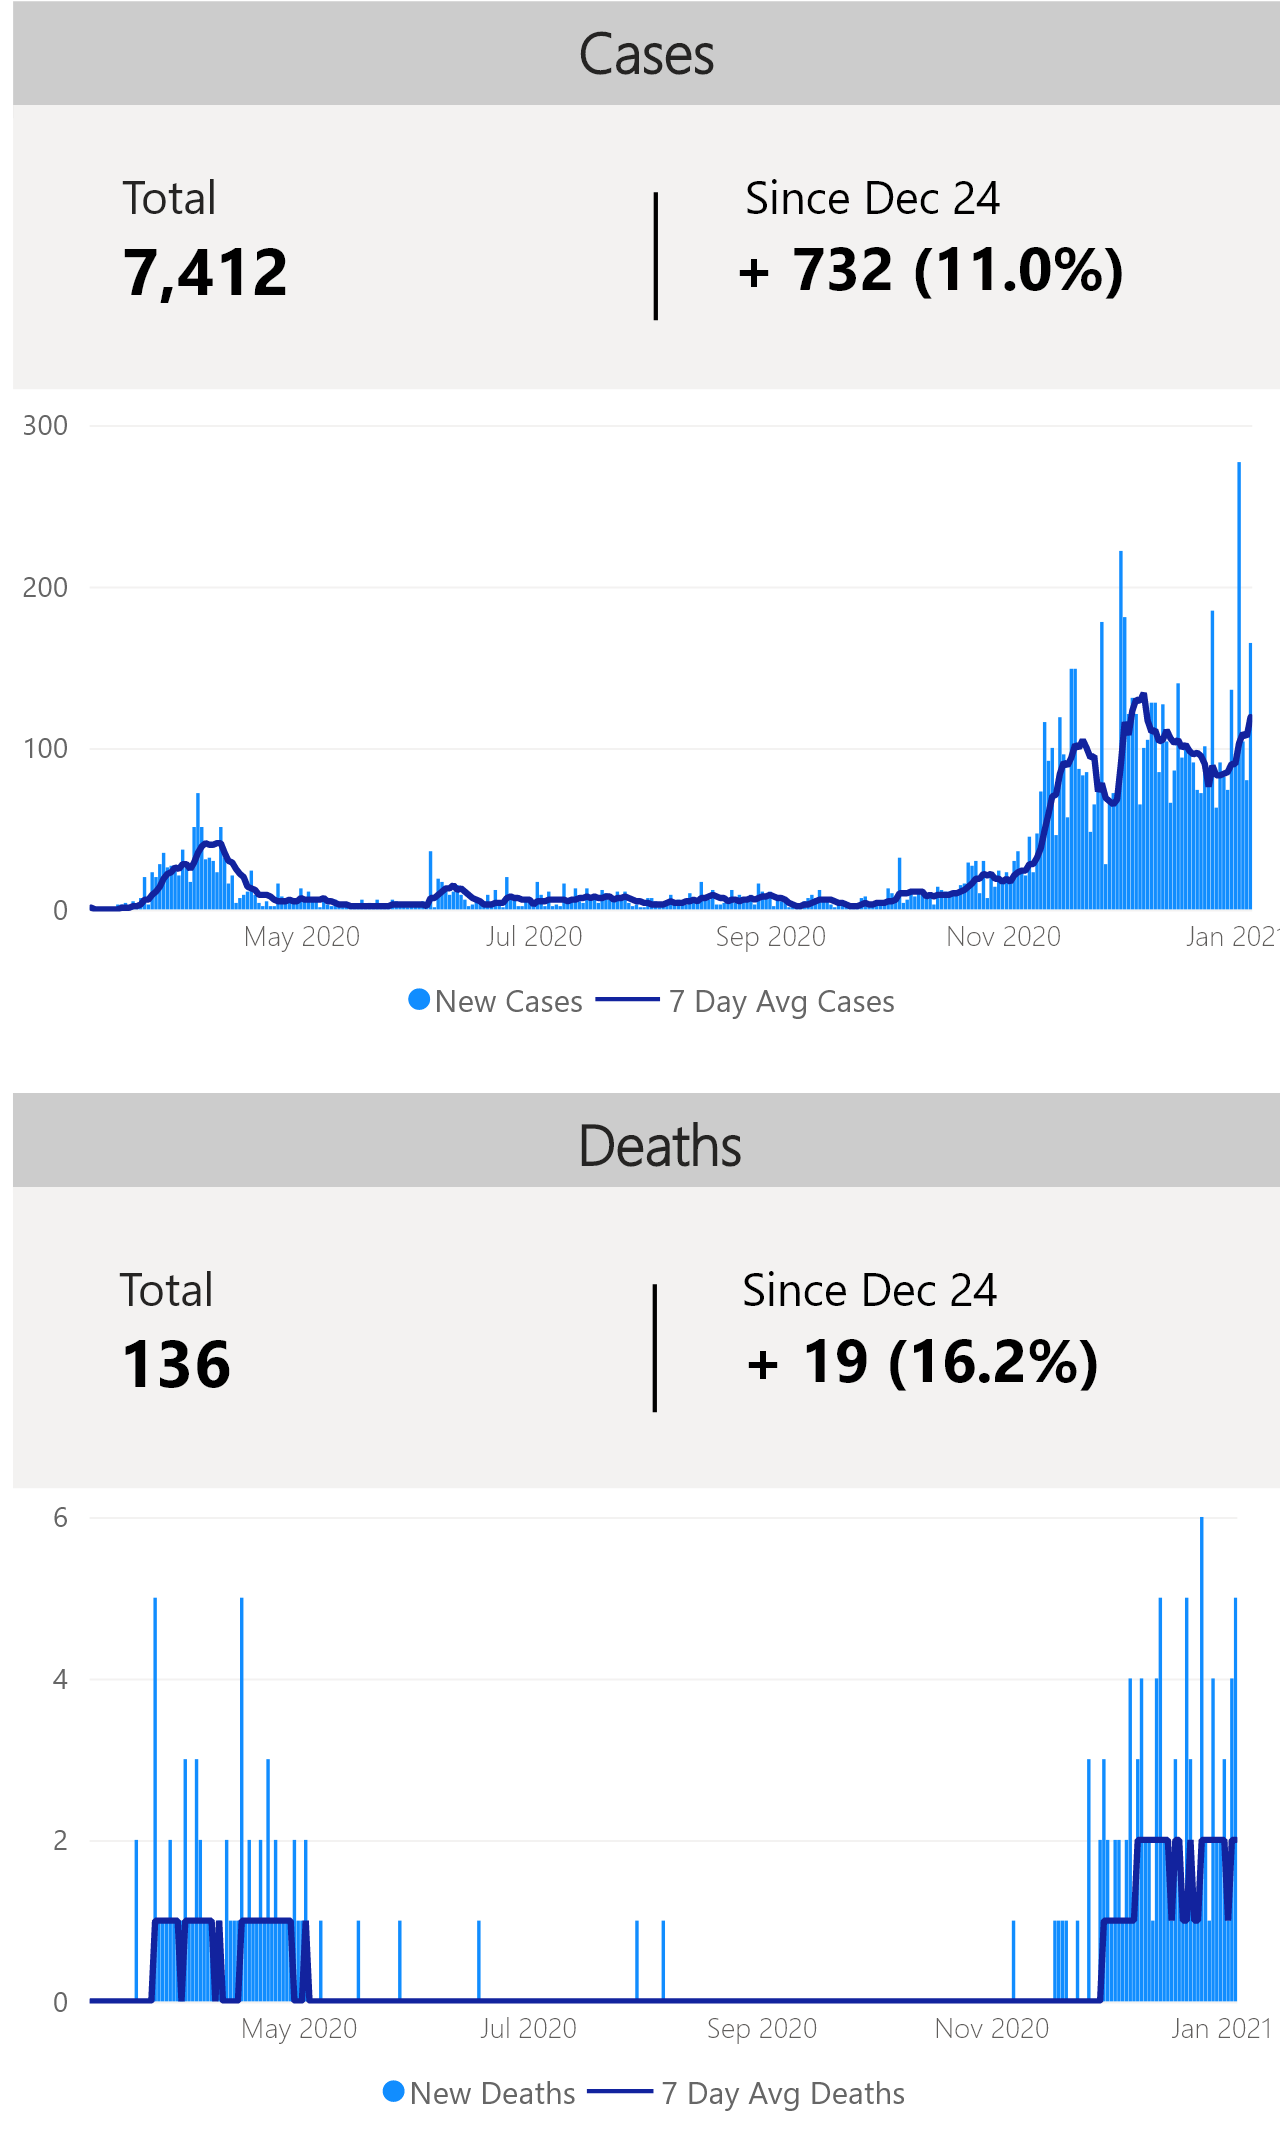 Cases
Total
Since Dec 24
7,412
+ 732 (11.0%)
300
200
100
0
May 2020
Jul 2020
Sep 2020
Nov 2020
Jan 2021
New Cases
7 Day Avg Cases
Deaths
Total
Since Dec 24
136
+ 19 (16.2%)
6
4
2
0
May 2020
Jul 2020
Sep 2020
Nov 2020
Jan 2021
New Deaths
7 Day Avg Deaths